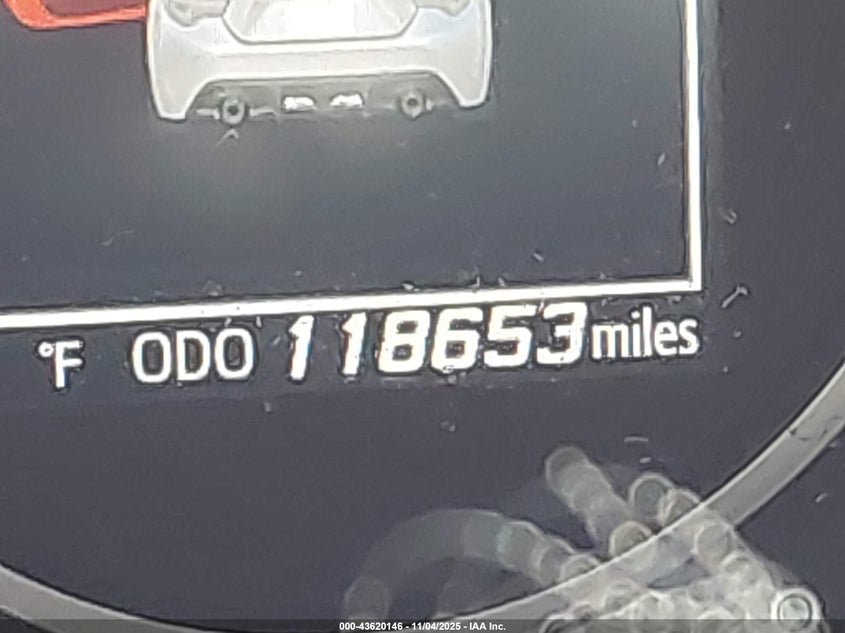 °F ODO 118653 miles
000-43620146 - 11/04/2025 - IAA Inc.